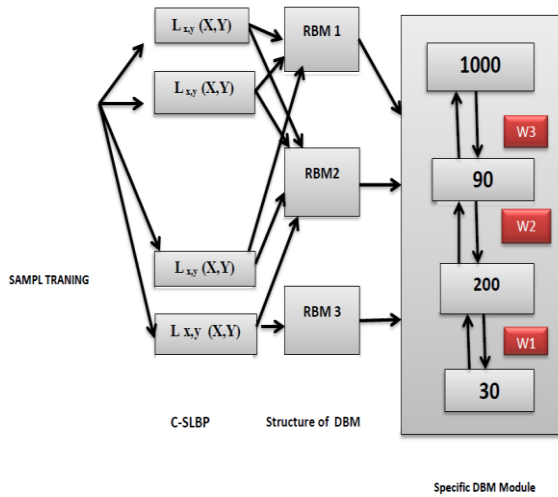 L x,y (X,Y)
RBM 1
L x,y (X,Y)
1000
W3
RBM2
90
W2
L x,y (X,Y)
SAMPL TRANING
200
RBM 3
L x,y (X,Y)
W1
30
C-SLBP
Structure of DBM
Specific DBM Module